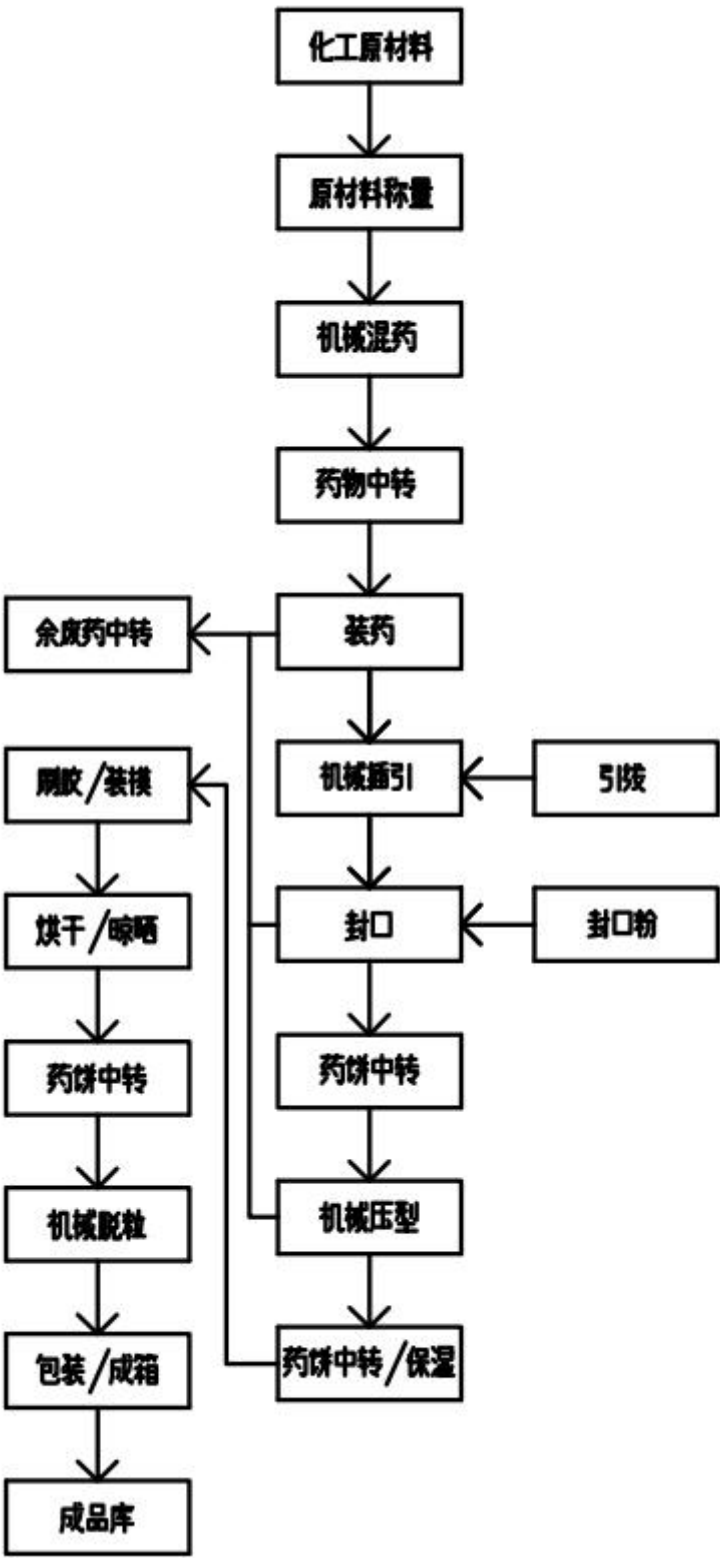 化工原材料
原材料称量
机械混药
药物中转
装药
余废药中转
机械插引
引线
刷胶/装模
封口
封口粉
烘干/晾晒
药饼中转
药饼中转
机械压型
机械脱粒
药饼中转/保湿
包装/成箱
成品库